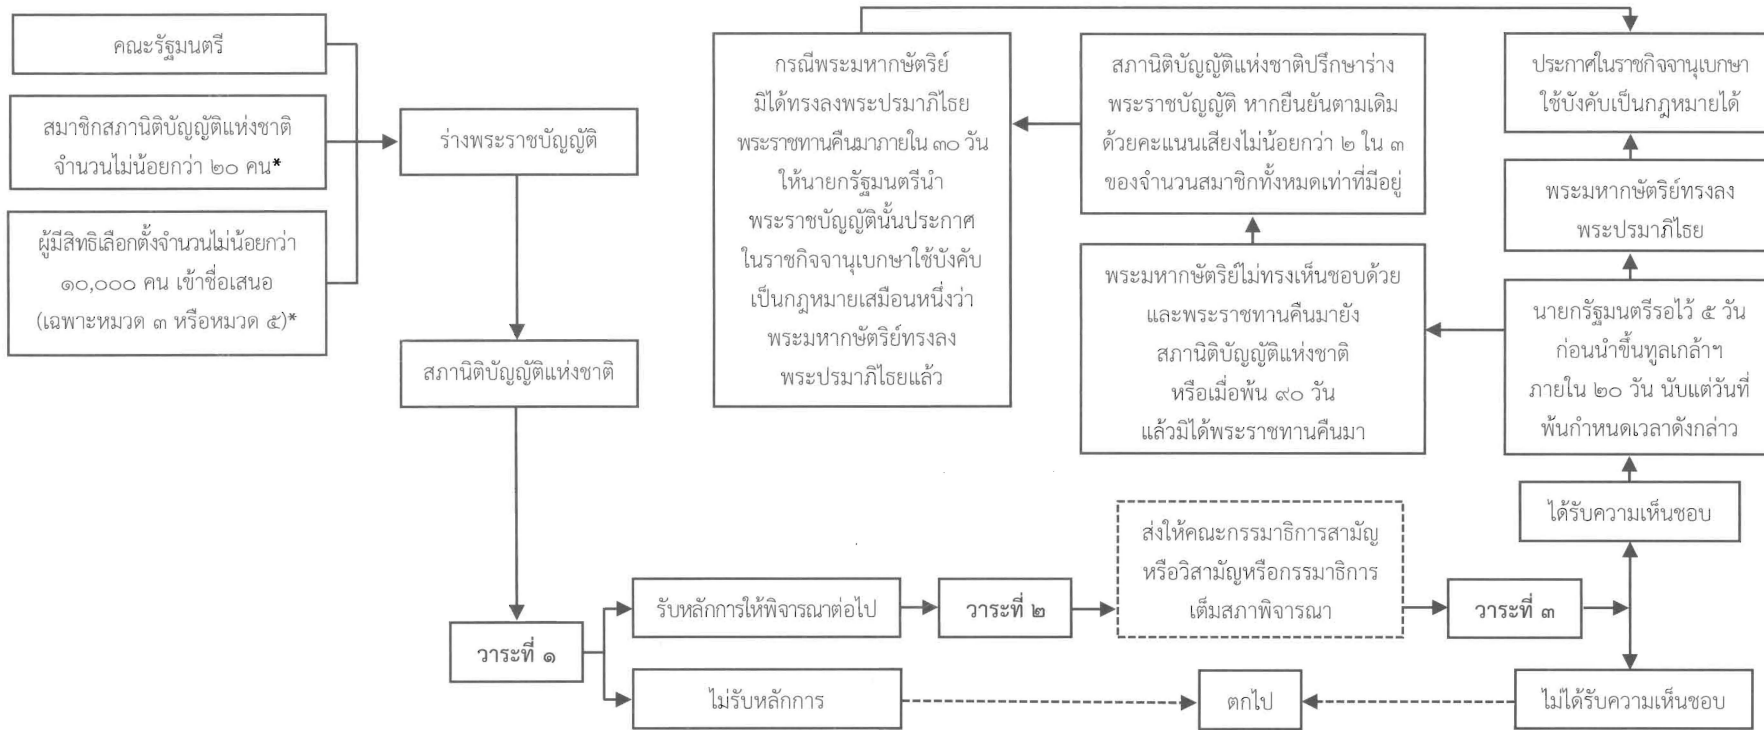 คณะรัฐมนตรี
สมาชิกสภานิติบัญญัติแห่งชาติ
จำนวนไม่น้อยกว่า ๒๐ คน*
ผู้มีสิทธิเลือกตั้งจำนวนไม่น้อยกว่า
๑๐,๐๐๐ คน เข้าชื่อเสนอ
(เฉพาะหมวด ๓ หรือหมวด ๕)*
ร่างพระราชบัญญัติ
สภานิติบัญญัติแห่งชาติ
วาระที่ ๑
รับหลักการให้พิจารณาต่อไป
ไม่รับหลักการ
วาระที่ ๒
ส่งให้คณะกรรมาธิการสามัญ
หรือวิสามัญหรือกรรมาธิการ
เต็มสภาพิจารณา
วาระที่ ๓
ตกไป
ไม่ได้รับความเห็นชอบ
ได้รับความเห็นชอบ
นายกรัฐมนตรีรอไว้ ๕ วัน
ก่อนนำขึ้นทูลเกล้าฯ
ภายใน ๒๐ วัน นับแต่วันที่
พ้นกำหนดเวลาดังกล่าว
พระมหากษัตริย์ทรงลง
พระปรมาภิไธย
ประกาศในราชกิจจานุเบกษา
ใช้บังคับเป็นกฎหมายได้
พระมหากษัตริย์ไม่ทรงเห็นชอบด้วย
และพระราชทานคืนมายัง
สภานิติบัญญัติแห่งชาติ
หรือเมื่อพ้น ๙๐ วัน
แล้วมิได้พระราชทานคืนมา
สภานิติบัญญัติแห่งชาติปรึกษาร่าง
พระราชบัญญัติ หากยืนยันตามเดิม
ด้วยคะแนนเสียงไม่น้อยกว่า ๒ ใน ๓
ของจำนวนสมาชิกทั้งหมดเท่าที่มีอยู่
กรณีพระมหากษัตริย์
มิได้ทรงลงพระปรมาภิไธย
พระราชทานคืนมาภายใน ๓๐ วัน
ให้นายกรัฐมนตรีนำ
พระราชบัญญัตินั้นประกาศ
ในราชกิจจานุเบกษาใช้บังคับ
เป็นกฎหมายเสมือนหนึ่งว่า
พระมหากษัตริย์ทรงลง
พระปรมาภิไธยแล้ว